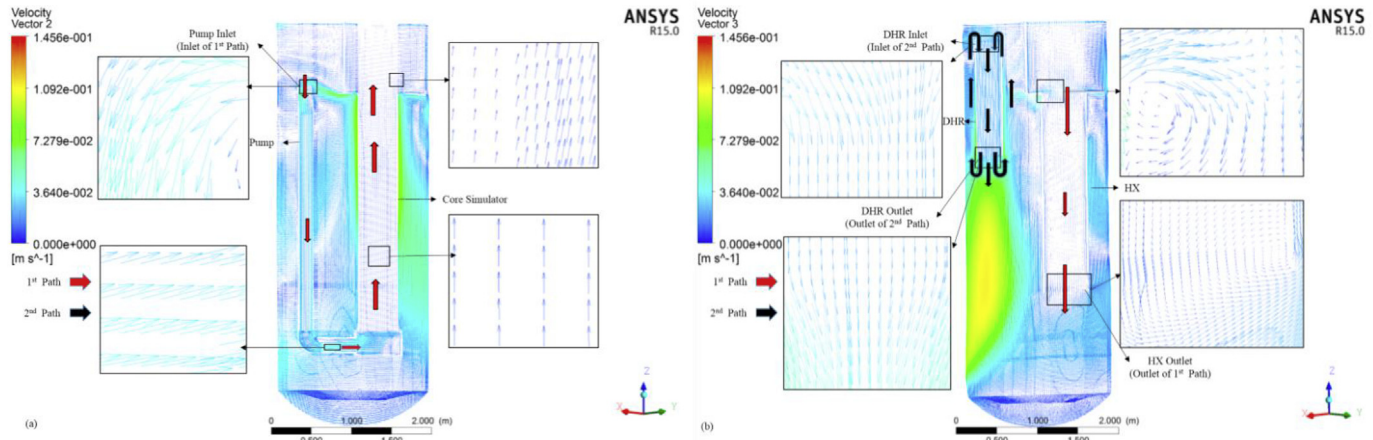 Velocity
Vector 2
1.456e-001
1.092e-001
7.279e-002
3.640e-002
0.000e+000
[m s^-1]
1st Path
2nd Path
Pump Inlet
(Inlet of 1st Path)
Pump
Core Simulator
ANSYS
R15.0
Z
X
Y
0
1.000
2.000
(m)
0.500
1.500
(a)
Velocity
Vector 3
1.456e-001
1.092e-001
7.279e-002
3.640e-002
0.000e+000
[m s^-1]
1st Path
2nd Path
DHR Inlet
(Inlet of 2nd Path)
DHR
DHR Outlet
(Outlet of 2nd Path)
HX
HX Outlet
(Outlet of 1st Path)
ANSYS
R15.0
Z
X
Y
0
1.000
2.000
(m)
0.500
1.500
(b)